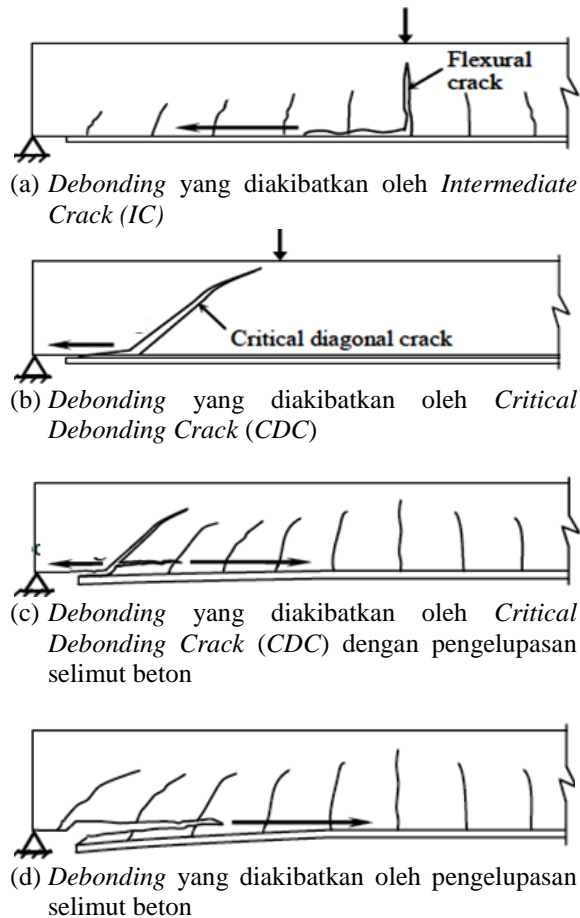 Flexural
crack
(a) Debonding yang diakibatkan oleh Intermediate
Crack (IC)
Critical diagonal crack
(b) Debonding yang diakibatkan oleh Critical
Debonding Crack (CDC)
(c) Debonding yang diakibatkan oleh Critical
Debonding Crack (CDC) dengan pengelupasan
selimut beton
(d) Debonding yang diakibatkan oleh pengelupasan
selimut beton